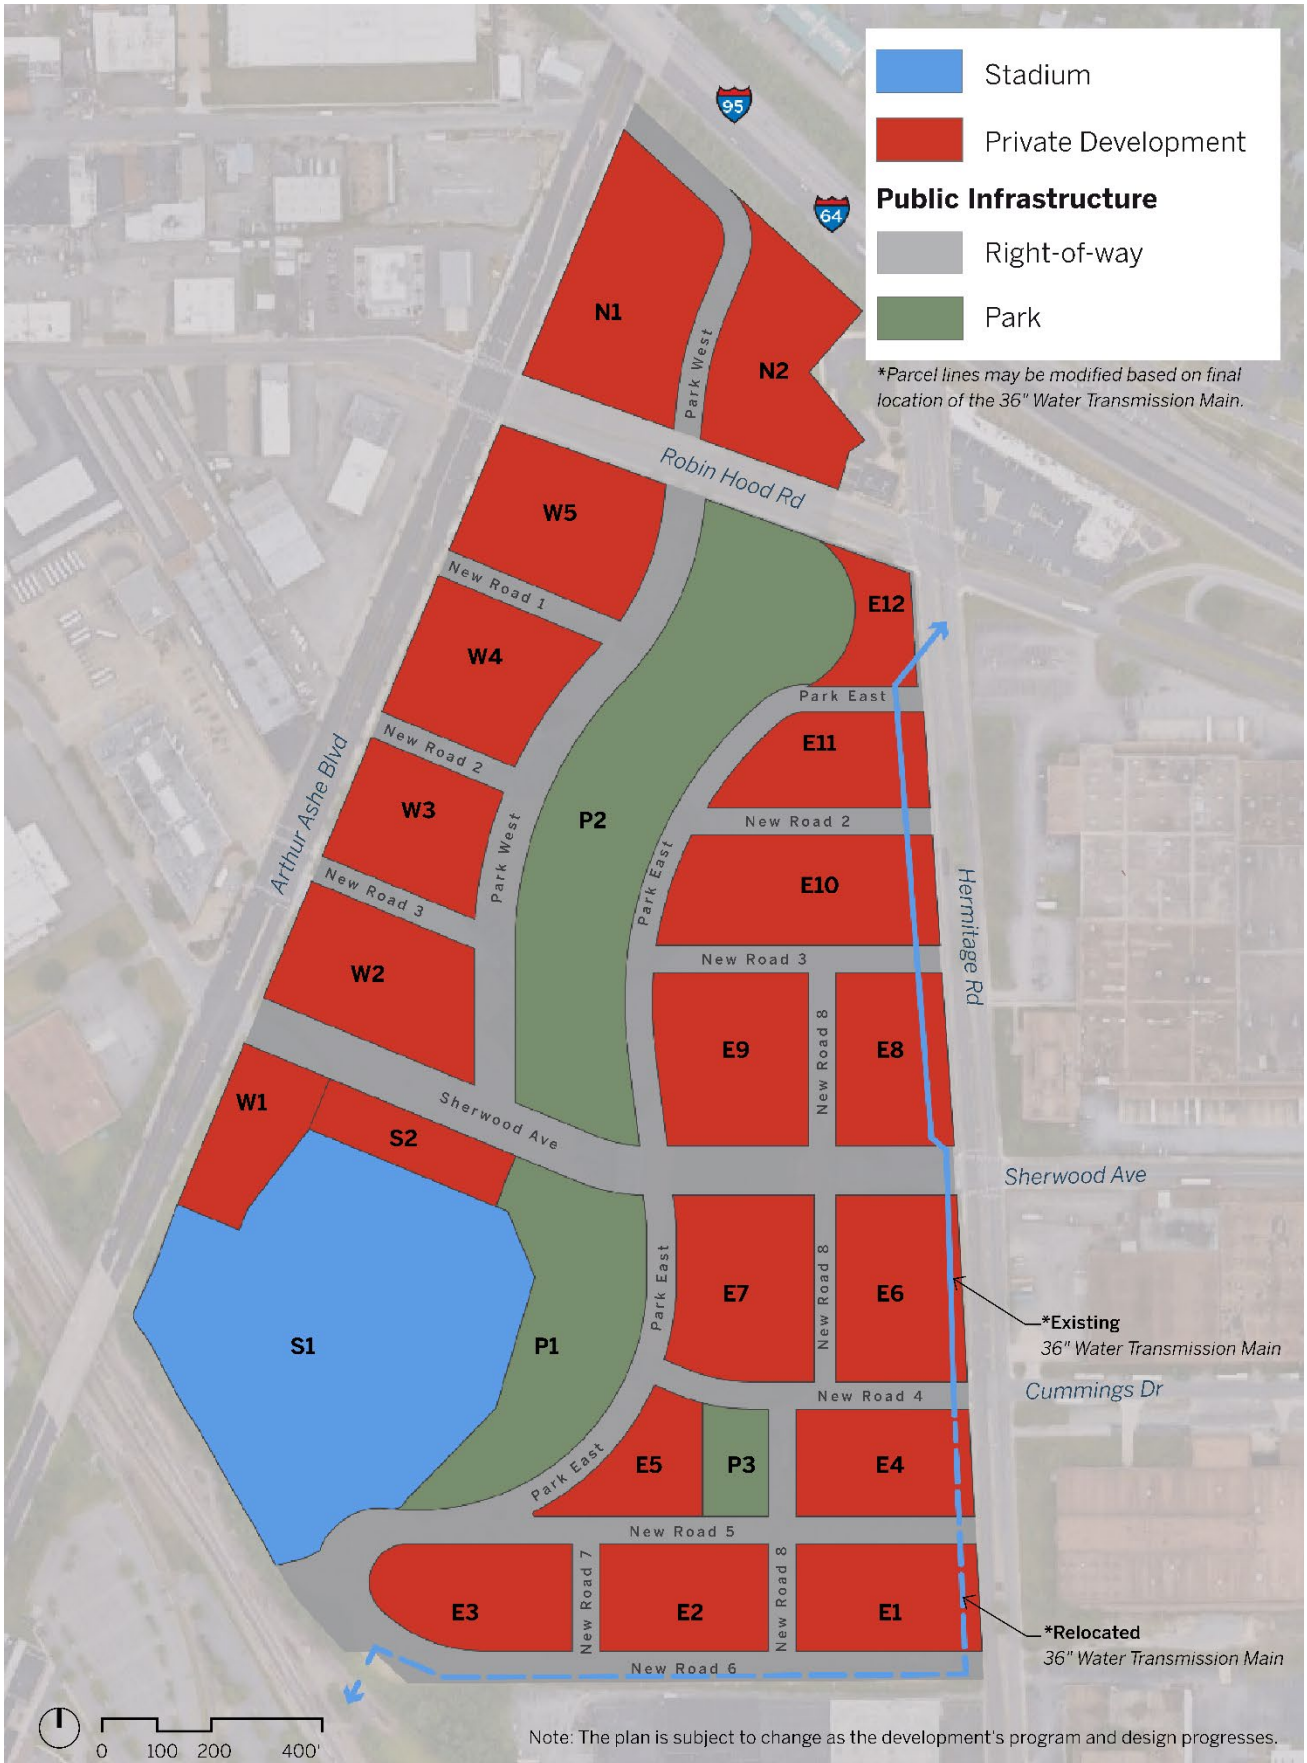 95
64
Stadium
Private Development
Public Infrastructure
Right-of-way
Park
*Parcel lines may be modified based on final
location of the 36" Water Transmission Main.
N1
N2
Park West
Robin Hood Rd
W5
New Road 1
E12
W4
Park East
New Road 2
E11
Arthur Ashe Blvd
W3
P2
New Road 2
Park West
Park East
New Road 3
E10
Hermitage Rd
W2
New Road 3
E9
New Road 8
E8
W1
Sherwood Ave
S2
Sherwood Ave
Park East
E7
New Road 8
E6
*Existing
36" Water Transmission Main
S1
P1
Cummings Dr
New Road 4
Park East
E5
P3
E4
New Road 5
New Road 7
New Road 8
E3
E2
E1
*Relocated
36" Water Transmission Main
New Road 6
0 100 200 400'
Note: The plan is subject to change as the development's program and design progresses.